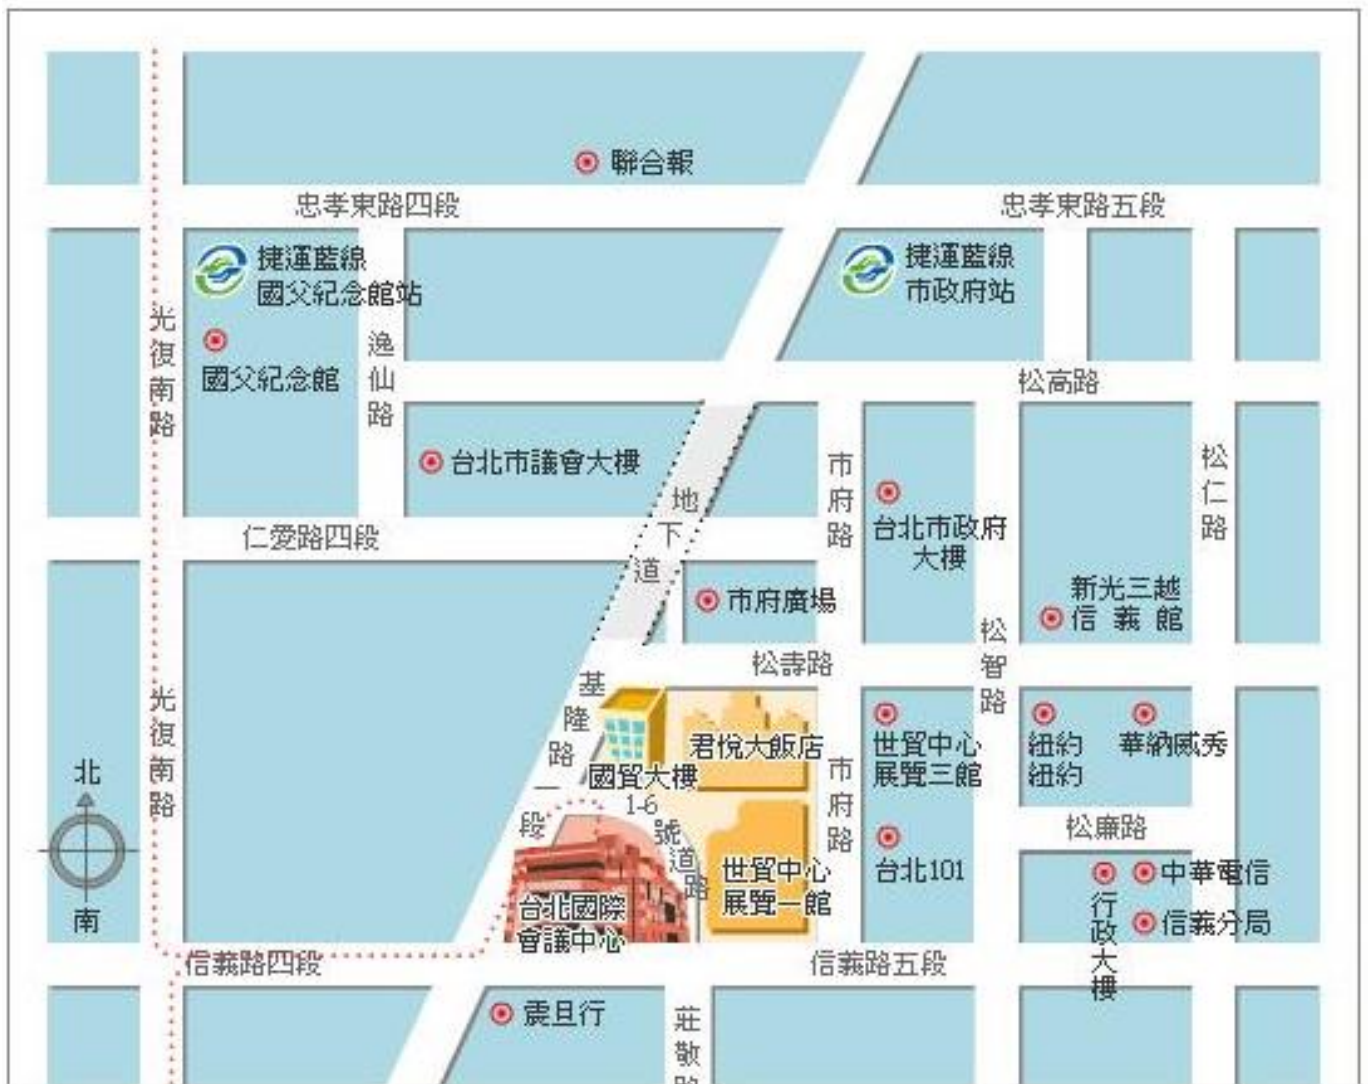 聯合報
忠孝東路四段
忠孝東路五段
捷運藍線
國父紀念館站
捷運藍線
市政府站
光復南路
國父紀念館
逸仙路
松高路
台北市議會大樓
地下道
市府路
台北市政府
大樓
松仁路
仁愛路四段
市府廣場
新光三越
信義館
松智路
松壽路
光復南路
基隆路一段
國貿大樓
君悅大飯店
世貿中心
展覽三館
紐約
紐約
華納威秀
北
南
1-6
號道路
市府路
松廉路
世貿中心
展覽一館
台北101
中華電信
行政大樓
信義分局
台北國際
會議中心
信義路四段
信義路五段
震旦行
莊敬路